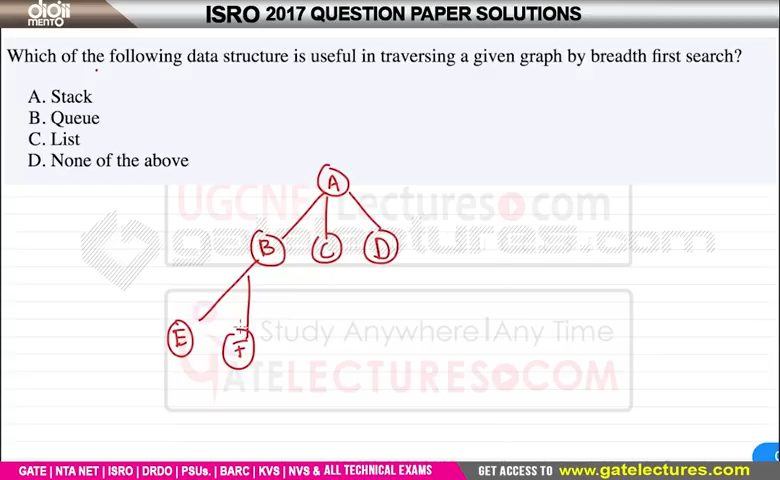 didi
MENTO
ISRO 2017 QUESTION PAPER SOLUTIONS
Which of the following data structure is useful in traversing a given graph by breadth first search?
A. Stack
B. Queue
C. List
D. None of the above
A
UGCNETLectures.com
gatelectures.com
B C D
E F
Study Anywhere|Any Time
GATELECTURES.COM
GATE | NTA NET | ISRO | DRDO | PSUs. | BARC | KVS | NVS & ALL TECHNICAL EXAMS GET ACCESS TO www.gatelectures.com